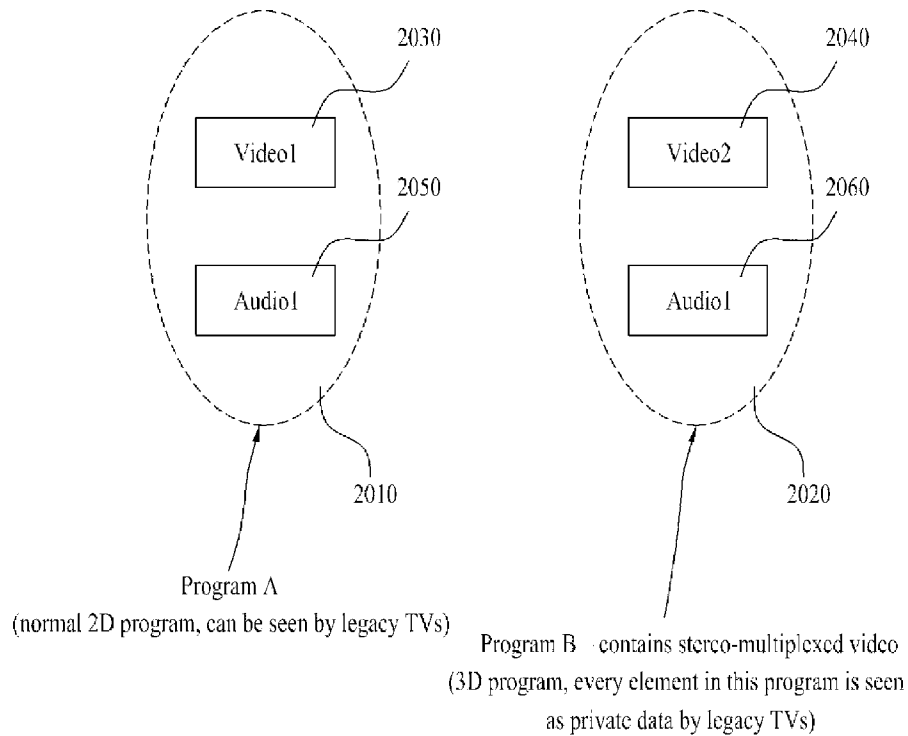 2030
Video1
2050
Audio1
2010
Program A
(normal 2D program, can be seen by legacy TVs)
2040
Video2
2060
Audio1
2020
Program B - contains stereo-multiplexed video
(3D program, every element in this program is seen
as private data by legacy TVs)